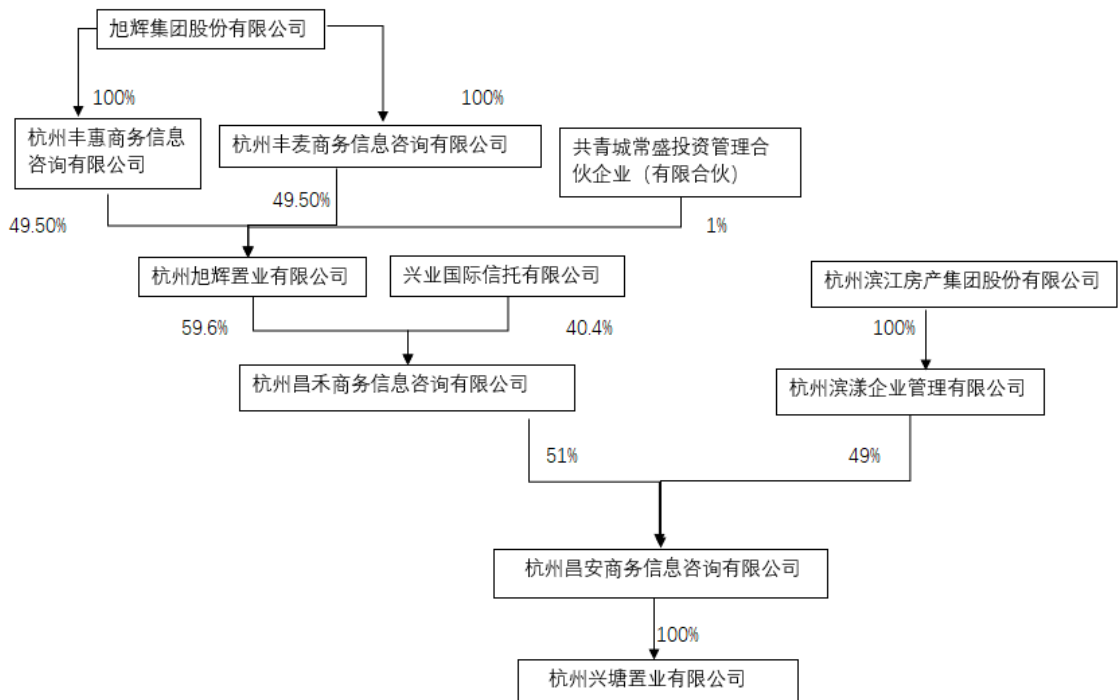 旭辉集团股份有限公司
100%
100%
杭州丰惠商务信息
咨询有限公司
杭州丰麦商务信息咨询有限公司
共青城常盛投资管理合
伙企业（有限合伙）
49.50%
49.50%
1%
杭州旭辉置业有限公司
兴业国际信托有限公司
杭州滨江房产集团股份有限公司
59.6%
40.4%
100%
杭州昌禾商务信息咨询有限公司
杭州滨漾企业管理有限公司
51%
49%
杭州昌安商务信息咨询有限公司
100%
杭州兴塘置业有限公司